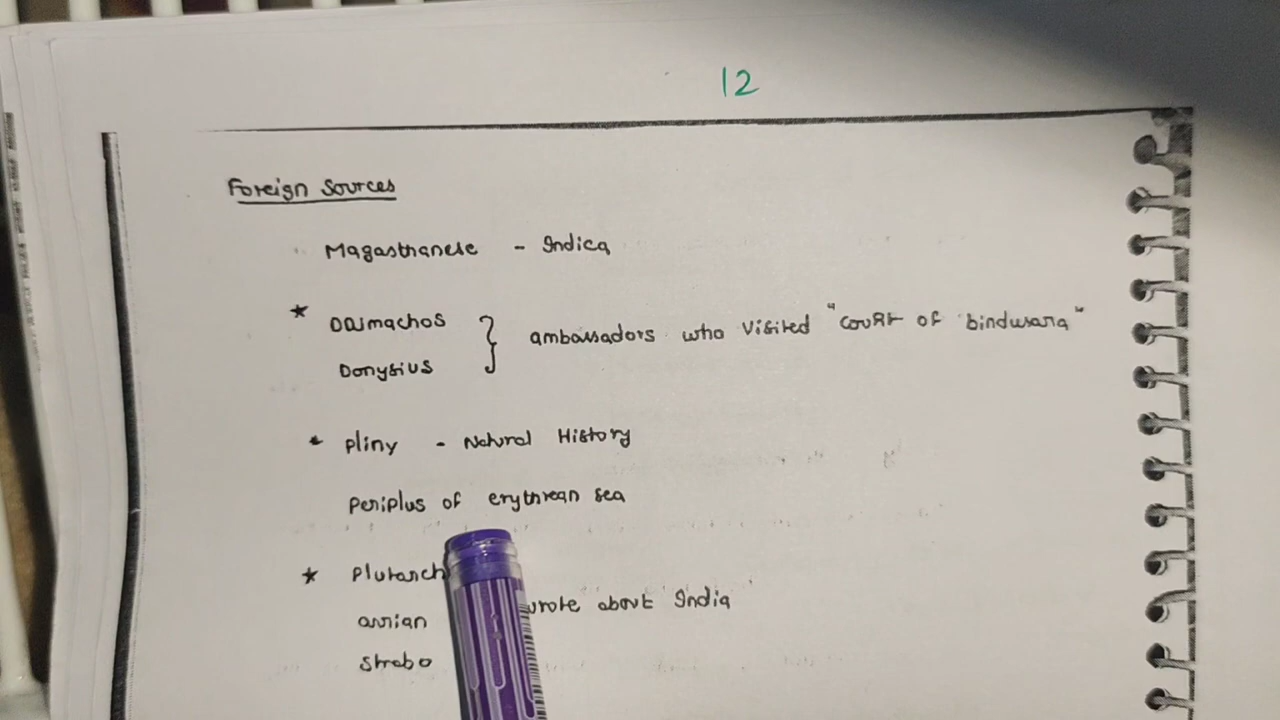 12
Foreign Sources
Magasthanese - Indica
* Daimachos
Donysius } ambassadors who visited "court of bindusara"
* Pliny - Natural History
Periplus of erythrean sea
* Plutarch
arrian wrote about India
Strabo